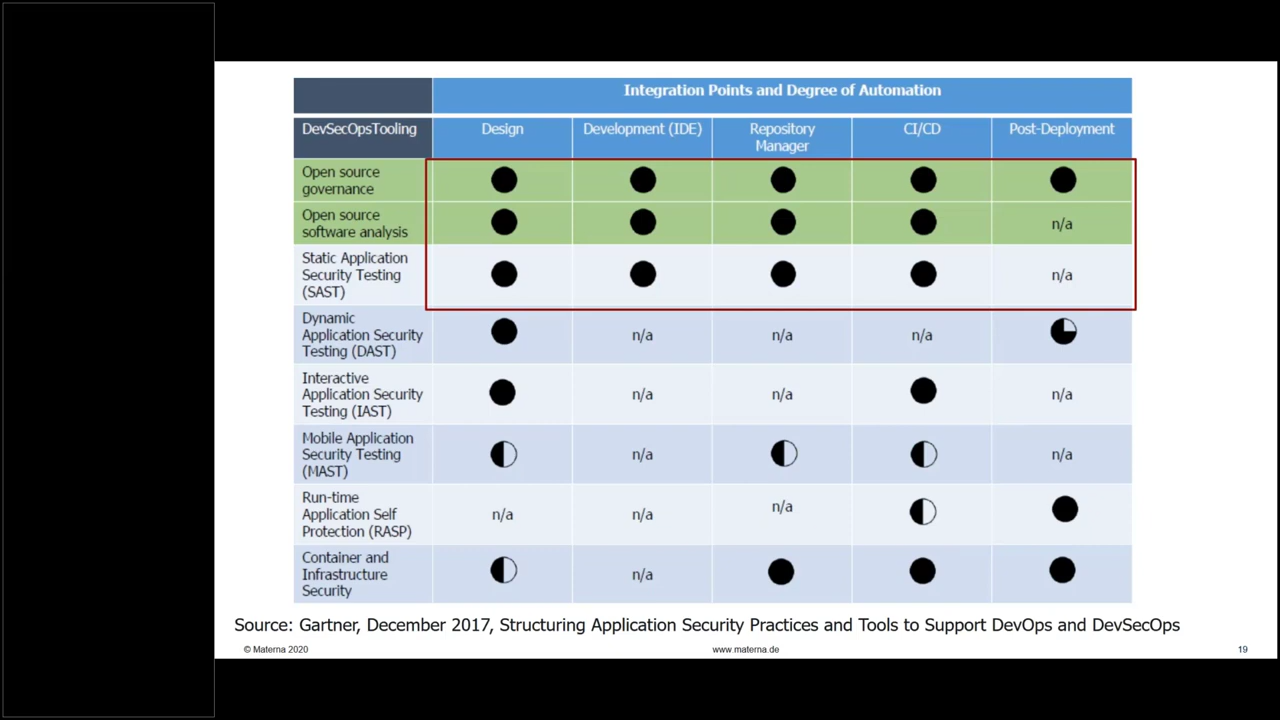 Integration Points and Degree of Automation
DevSecOpsTooling Design Development (IDE) Repository Manager CI/CD Post-Deployment
Open source
governance
Open source
software analysis
n/a
Static Application
Security Testing
(SAST)
n/a
Dynamic
Application Security
Testing (DAST)
n/a n/a n/a
Interactive
Application Security
Testing (IAST)
n/a n/a n/a
Mobile Application
Security Testing
(MAST)
n/a n/a
Run-time
Application Self
Protection (RASP)
n/a n/a n/a
Container and
Infrastructure
Security
n/a
Source: Gartner, December 2017, Structuring Application Security Practices and Tools to Support DevOps and DevSecOps
© Materna 2020 www.materna.de 19